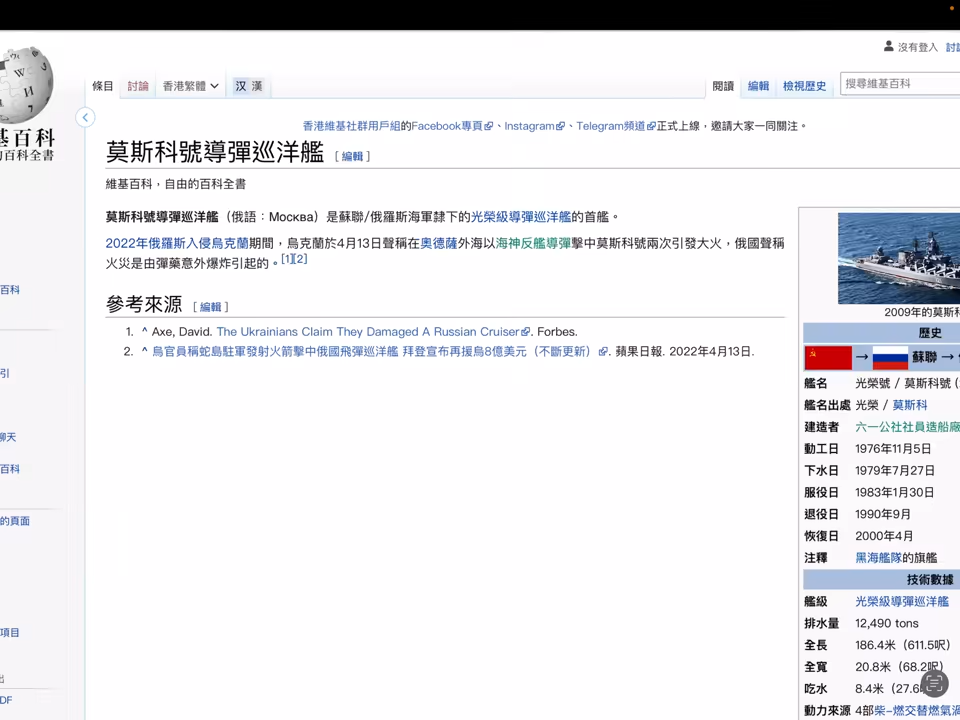 沒有登入 討
條目 討論 香港繁體 汉 漢 閱讀 編輯 檢視歷史 搜尋維基百科
基百科
的百科全書
香港維基社群用戶組的Facebook專頁、Instagram、Telegram頻道正式上線，邀請大家一同關注。
莫斯科號導彈巡洋艦 [編輯]
維基百科，自由的百科全書
莫斯科號導彈巡洋艦（俄語：Москва）是蘇聯/俄羅斯海軍隸下的光榮級導彈巡洋艦的首艦。
2022年俄羅斯入侵烏克蘭期間，烏克蘭於4月13日聲稱在奧德薩外海以海神反艦導彈擊中莫斯科號兩次引發大火，俄國聲稱
火災是由彈藥意外爆炸引起的。[1][2]
參考來源 [編輯]
1. ^ Axe, David. The Ukrainians Claim They Damaged A Russian Cruiser. Forbes.
2. ^ 烏官員稱蛇島駐軍發射火箭擊中俄國飛彈巡洋艦 拜登宣布再援烏8億美元（不斷更新）. 蘋果日報. 2022年4月13日.
百科
引
聊天
百科
的頁面
項目
出
DF
2009年的莫斯科
歷史
→ 蘇聯 →
艦名 光榮號 / 莫斯科號 (
艦名出處 光榮 / 莫斯科
建造者 六一公社社員造船廠
動工日 1976年11月5日
下水日 1979年7月27日
服役日 1983年1月30日
退役日 1990年9月
恢復日 2000年4月
注釋 黑海艦隊的旗艦
技術數據
艦級 光榮級導彈巡洋艦
排水量 12,490 tons
全長 186.4米（611.5呎）
全寬 20.8米（68.2呎）
吃水 8.4米（27.6
動力來源 4部柴-燃交替燃氣渦